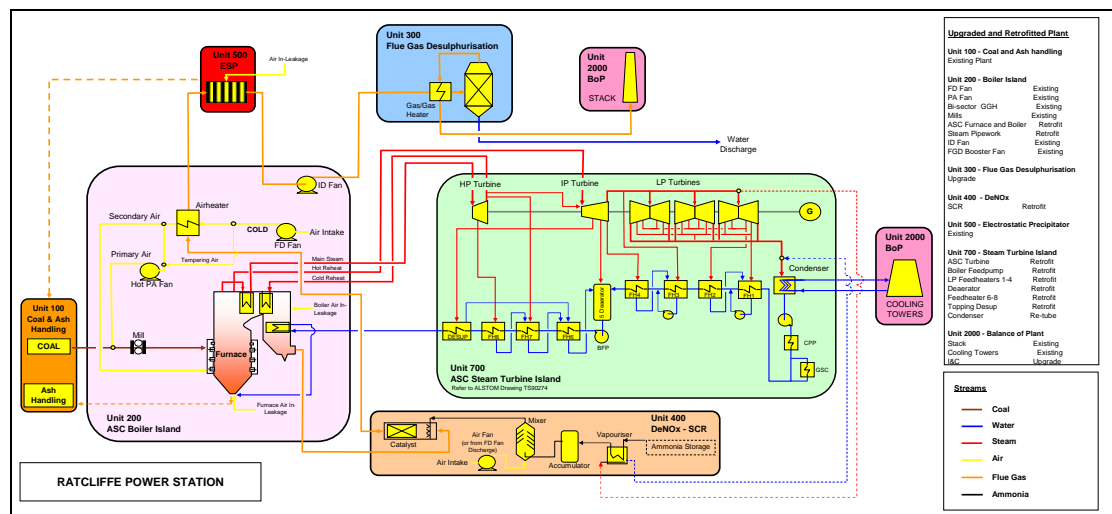 Unit 500
ESP
Air In-Leakage
Unit 300
Flue Gas Desulphurisation
Gas/Gas
Heater
Unit
2000
BoP
STACK
Water
Discharge
ID Fan
HP Turbine
IP Turbine
LP Turbines
G
Airheater
Secondary Air
COLD
Air Intake
FD Fan
Primary Air
Tempering Air
Hot PA Fan
Main Steam
Hot Reheat
Cold Reheat
Boiler Air In-
Leakage
Unit 100
Coal & Ash
Handling
COAL
Mill
Furnace
Ash
Handling
Furnace Air In-
Leakage
Unit 200
ASC Boiler Island
Condenser
Unit 2000
BoP
COOLING
TOWERS
DESUP
FH8
FH7
FH6
BFP
5 Deaerator
FH4
FH3
FH2
FH1
CPP
GSC
Unit 700
ASC Steam Turbine Island
Refer to ALSTOM Drawing TS90274
Unit 400
DeNOx - SCR
Catalyst
Air Fan
(or from FD Fan
Discharge)
Air Intake
Mixer
Accumulator
Vapouriser
Ammonia Storage
RATCLIFFE POWER STATION
Upgraded and Retrofitted Plant
Unit 100 - Coal and Ash handling
Existing Plant
Unit 200 - Boiler Island
FD Fan Existing
PA Fan Existing
Bi-sector GGH Existing
Mills Existing
ASC Furnace and Boiler Retrofit
Steam Pipework Retrofit
ID Fan Existing
FGD Booster Fan Existing
Unit 300 - Flue Gas Desulphurisation
Upgrade
Unit 400 - DeNOx
SCR Retrofit
Unit 500 - Electrostatic Precipitator
Existing
Unit 700 - Steam Turbine Island
ASC Turbine Retrofit
Boiler Feedpump Retrofit
LP Feedheaters 1-4 Retrofit
Deaerator Retrofit
Feedheater 6-8 Retrofit
Topping Desup Retrofit
Condenser Re-tube
Unit 2000 - Balance of Plant
Stack Existing
Cooling Towers Existing
I&C Upgrade
Streams
Coal
Water
Steam
Air
Flue Gas
Ammonia